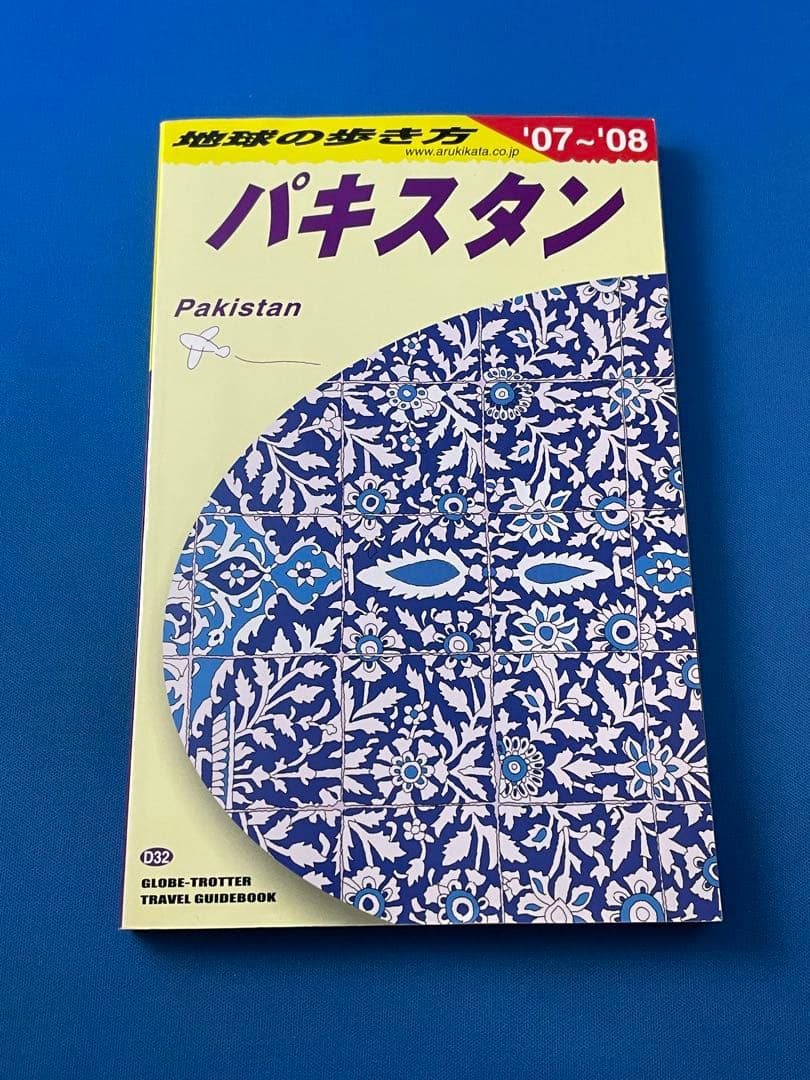 地球の歩き方
www.arukikata.co.jp
'07~'08
パキスタン
Pakistan
D32
GLOBE-TROTTER
TRAVEL GUIDEBOOK